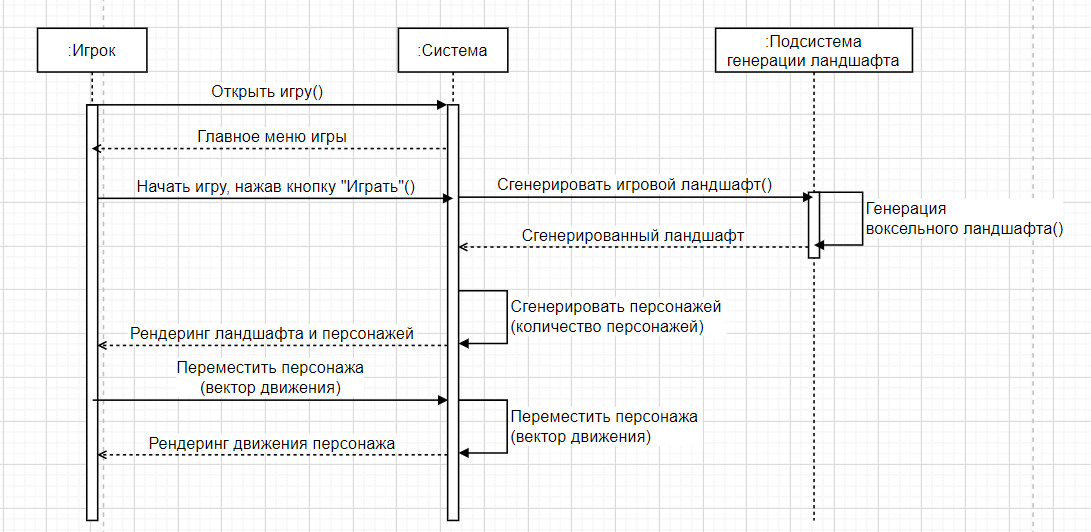 :Игрок
:Система
:Подсистема
генерации ландшафта
Открыть игру()
Главное меню игры
Начать игру, нажав кнопку "Играть"()
Сгенерировать игровой ландшафт()
Генерация
воксельного ландшафта()
Сгенерированный ландшафт
Сгенерировать персонажей
(количество персонажей)
Рендеринг ландшафта и персонажей
Переместить персонажа
(вектор движения)
Переместить персонажа
(вектор движения)
Рендеринг движения персонажа